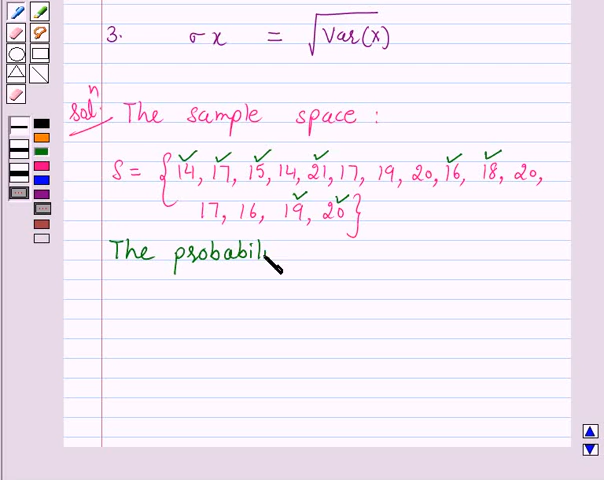 3. σx = √Var(x)
Solⁿ: The sample space :
S = {14, 17, 15, 14, 21, 17, 19, 20, 16, 18, 20,
17, 16, 19, 20}
The probabil